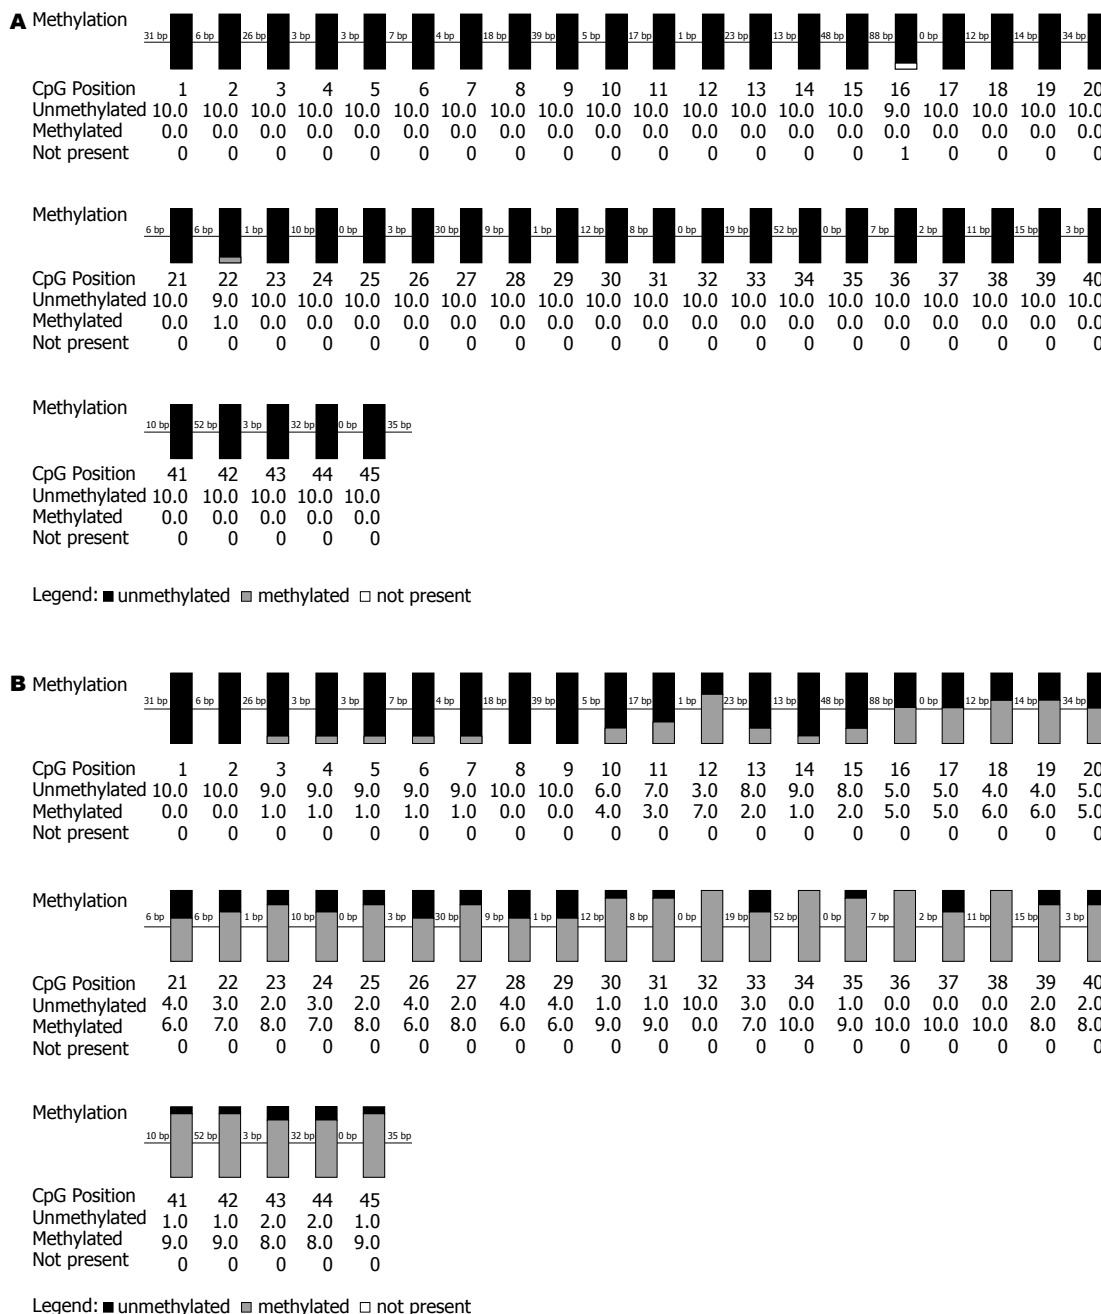 A Methylation
31 bp 6 bp 26 bp 3 bp 3 bp 7 bp 4 bp 18 bp 39 bp 5 bp 17 bp 1 bp 23 bp 13 bp 48 bp 88 bp 0 bp 12 bp 14 bp 34 bp
CpG Position 1 2 3 4 5 6 7 8 9 10 11 12 13 14 15 16 17 18 19 20
Unmethylated 10.0 10.0 10.0 10.0 10.0 10.0 10.0 10.0 10.0 10.0 10.0 10.0 10.0 10.0 10.0 9.0 10.0 10.0 10.0 10.0
Methylated 0.0 0.0 0.0 0.0 0.0 0.0 0.0 0.0 0.0 0.0 0.0 0.0 0.0 0.0 0.0 0.0 0.0 0.0 0.0 0.0
Not present 0 0 0 0 0 0 0 0 0 0 0 0 0 0 0 1 0 0 0 0
Methylation
6 bp 6 bp 1 bp 10 bp 0 bp 3 bp 30 bp 9 bp 1 bp 12 bp 8 bp 0 bp 19 bp 52 bp 0 bp 7 bp 2 bp 11 bp 15 bp 3 bp
CpG Position 21 22 23 24 25 26 27 28 29 30 31 32 33 34 35 36 37 38 39 40
Unmethylated 10.0 9.0 10.0 10.0 10.0 10.0 10.0 10.0 10.0 10.0 10.0 10.0 10.0 10.0 10.0 10.0 10.0 10.0 10.0 10.0
Methylated 0.0 1.0 0.0 0.0 0.0 0.0 0.0 0.0 0.0 0.0 0.0 0.0 0.0 0.0 0.0 0.0 0.0 0.0 0.0 0.0
Not present 0 0 0 0 0 0 0 0 0 0 0 0 0 0 0 0 0 0 0 0
Methylation
10 bp 52 bp 3 bp 32 bp 0 bp 35 bp
CpG Position 41 42 43 44 45
Unmethylated 10.0 10.0 10.0 10.0 10.0
Methylated 0.0 0.0 0.0 0.0 0.0
Not present 0 0 0 0 0
Legend: unmethylated methylated not present
B Methylation
31 bp 6 bp 26 bp 3 bp 3 bp 7 bp 4 bp 18 bp 39 bp 5 bp 17 bp 1 bp 23 bp 13 bp 48 bp 88 bp 0 bp 12 bp 14 bp 34 bp
CpG Position 1 2 3 4 5 6 7 8 9 10 11 12 13 14 15 16 17 18 19 20
Unmethylated 10.0 10.0 9.0 9.0 9.0 9.0 9.0 10.0 10.0 6.0 7.0 3.0 8.0 9.0 8.0 5.0 5.0 4.0 4.0 5.0
Methylated 0.0 0.0 1.0 1.0 1.0 1.0 1.0 0.0 0.0 4.0 3.0 7.0 2.0 1.0 2.0 5.0 5.0 6.0 6.0 5.0
Not present 0 0 0 0 0 0 0 0 0 0 0 0 0 0 0 0 0 0 0 0
Methylation
6 bp 6 bp 1 bp 10 bp 0 bp 3 bp 30 bp 9 bp 1 bp 12 bp 8 bp 0 bp 19 bp 52 bp 0 bp 7 bp 2 bp 11 bp 15 bp 3 bp
CpG Position 21 22 23 24 25 26 27 28 29 30 31 32 33 34 35 36 37 38 39 40
Unmethylated 4.0 3.0 2.0 3.0 2.0 4.0 2.0 4.0 4.0 1.0 1.0 10.0 3.0 0.0 1.0 0.0 0.0 0.0 2.0 2.0
Methylated 6.0 7.0 8.0 7.0 8.0 6.0 8.0 6.0 6.0 9.0 9.0 0.0 7.0 10.0 9.0 10.0 10.0 10.0 8.0 8.0
Not present 0 0 0 0 0 0 0 0 0 0 0 0 0 0 0 0 0 0 0 0
Methylation
10 bp 52 bp 3 bp 32 bp 0 bp 35 bp
CpG Position 41 42 43 44 45
Unmethylated 1.0 1.0 2.0 2.0 1.0
Methylated 9.0 9.0 8.0 8.0 9.0
Not present 0 0 0 0 0
Legend: unmethylated methylated not present